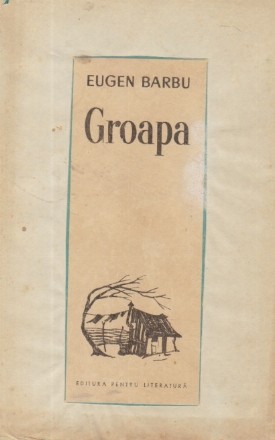 EUGEN BARBU
Groapa
EDITURA PENTRU LITERATURĂ